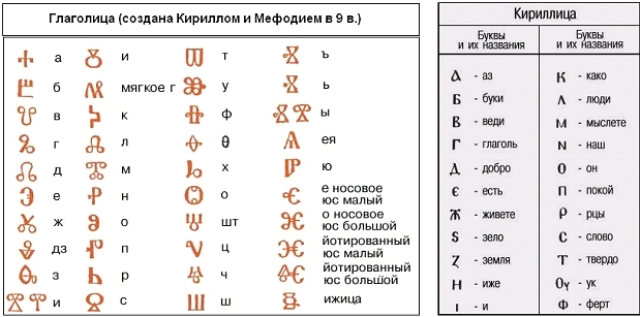 Глаголица (создана Кириллом и Мефодием в 9 в.)
а и т ъ
б мягкое г у ь
в к ф ы
г л θ ея
д м х ю
е н о е носовое юс малый
ж о шт о носовое юс большой
дз п ц йотированный юс малый
з р ч йотированный юс большой
и с ш ижица
Кириллица
Буквы и их названия
Буквы и их названия
А - аз К - како
Б - буки Л - люди
В - веди М - мыслете
Г - глаголь N - наш
Д - добро О - он
Є - есть П - покой
Ж - живете Р - рцы
Ѕ - зело С - слово
Z - земля Т - твердо
Н - иже Оу - ук
І - и Ф - ферт